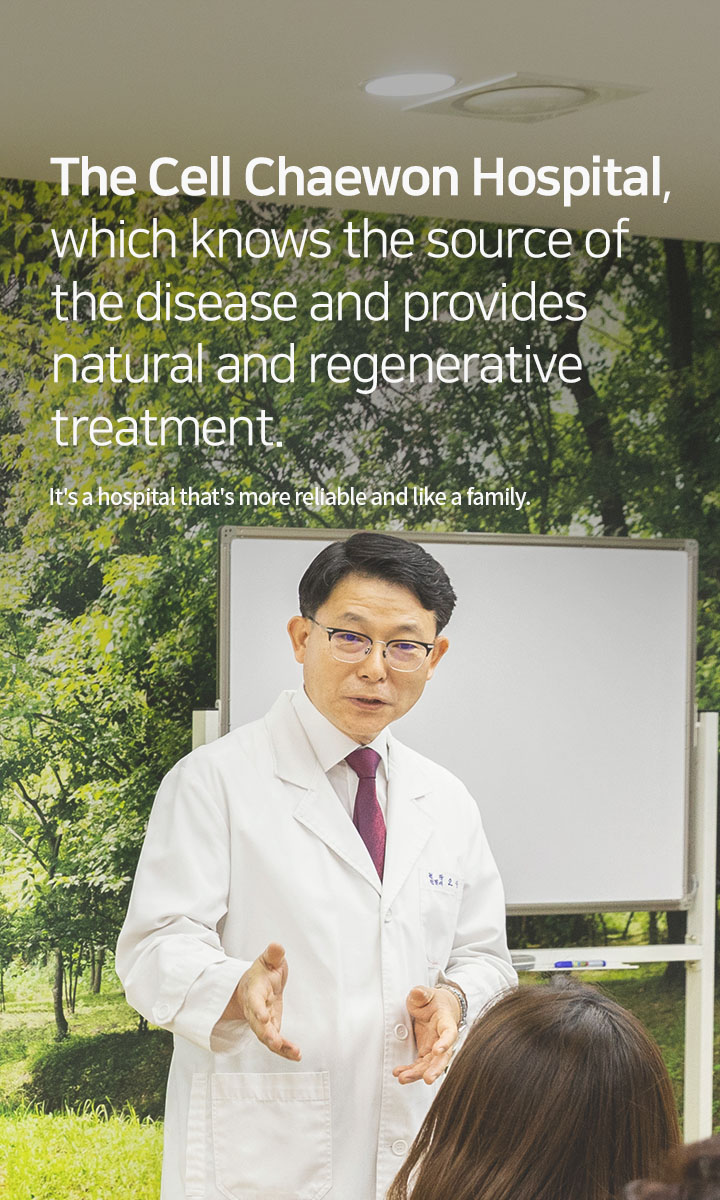 The Cell Chaewon Hospital,
which knows the source of
the disease and provides
natural and regenerative
treatment.
It's a hospital that's more reliable and like a family.